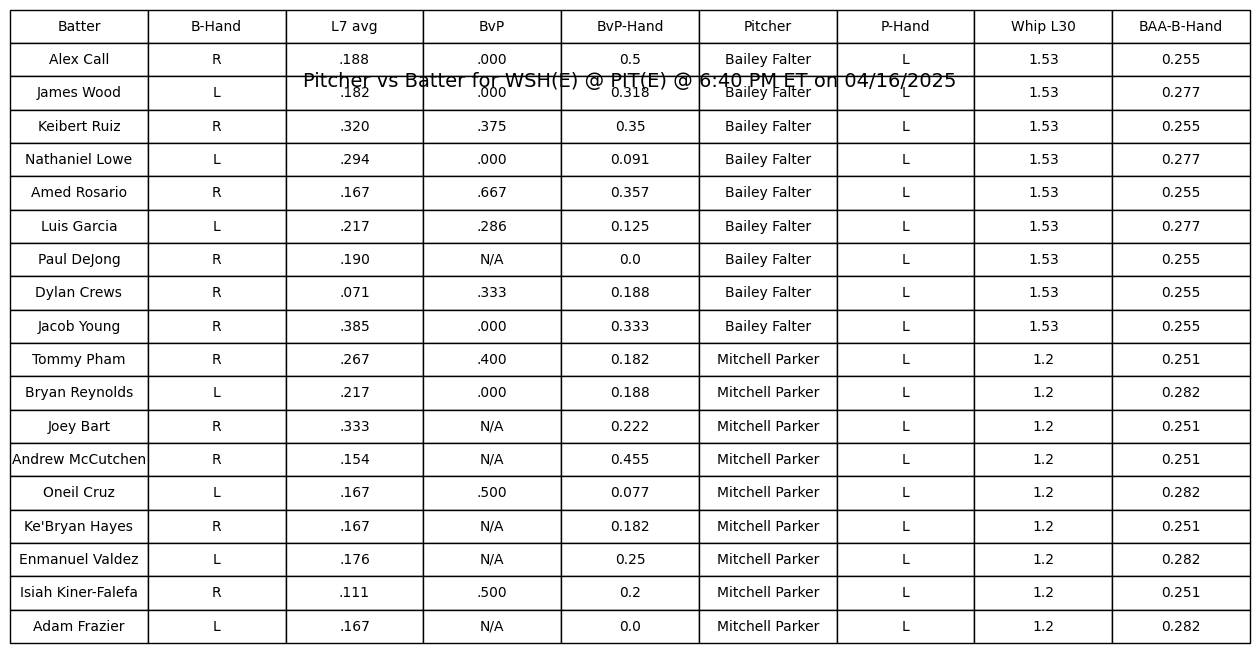 Batter B-Hand L7 avg BvP BvP-Hand Pitcher P-Hand Whip L30 BAA-B-Hand
Alex Call R .188 .000 0.5 Bailey Falter L 1.53 0.255
Pitcher vs Batter for WSH(E) @ PIT(E) @ 6:40 PM ET on 04/16/2025
James Wood L .182 .000 0.318 Bailey Falter L 1.53 0.277
Keibert Ruiz R .320 .375 0.35 Bailey Falter L 1.53 0.255
Nathaniel Lowe L .294 .000 0.091 Bailey Falter L 1.53 0.277
Amed Rosario R .167 .667 0.357 Bailey Falter L 1.53 0.255
Luis Garcia L .217 .286 0.125 Bailey Falter L 1.53 0.277
Paul DeJong R .190 N/A 0.0 Bailey Falter L 1.53 0.255
Dylan Crews R .071 .333 0.188 Bailey Falter L 1.53 0.255
Jacob Young R .385 .000 0.333 Bailey Falter L 1.53 0.255
Tommy Pham R .267 .400 0.182 Mitchell Parker L 1.2 0.251
Bryan Reynolds L .217 .000 0.188 Mitchell Parker L 1.2 0.282
Joey Bart R .333 N/A 0.222 Mitchell Parker L 1.2 0.251
Andrew McCutchen R .154 N/A 0.455 Mitchell Parker L 1.2 0.251
Oneil Cruz L .167 .500 0.077 Mitchell Parker L 1.2 0.282
Ke'Bryan Hayes R .167 N/A 0.182 Mitchell Parker L 1.2 0.251
Enmanuel Valdez L .176 N/A 0.25 Mitchell Parker L 1.2 0.282
Isiah Kiner-Falefa R .111 .500 0.2 Mitchell Parker L 1.2 0.251
Adam Frazier L .167 N/A 0.0 Mitchell Parker L 1.2 0.282